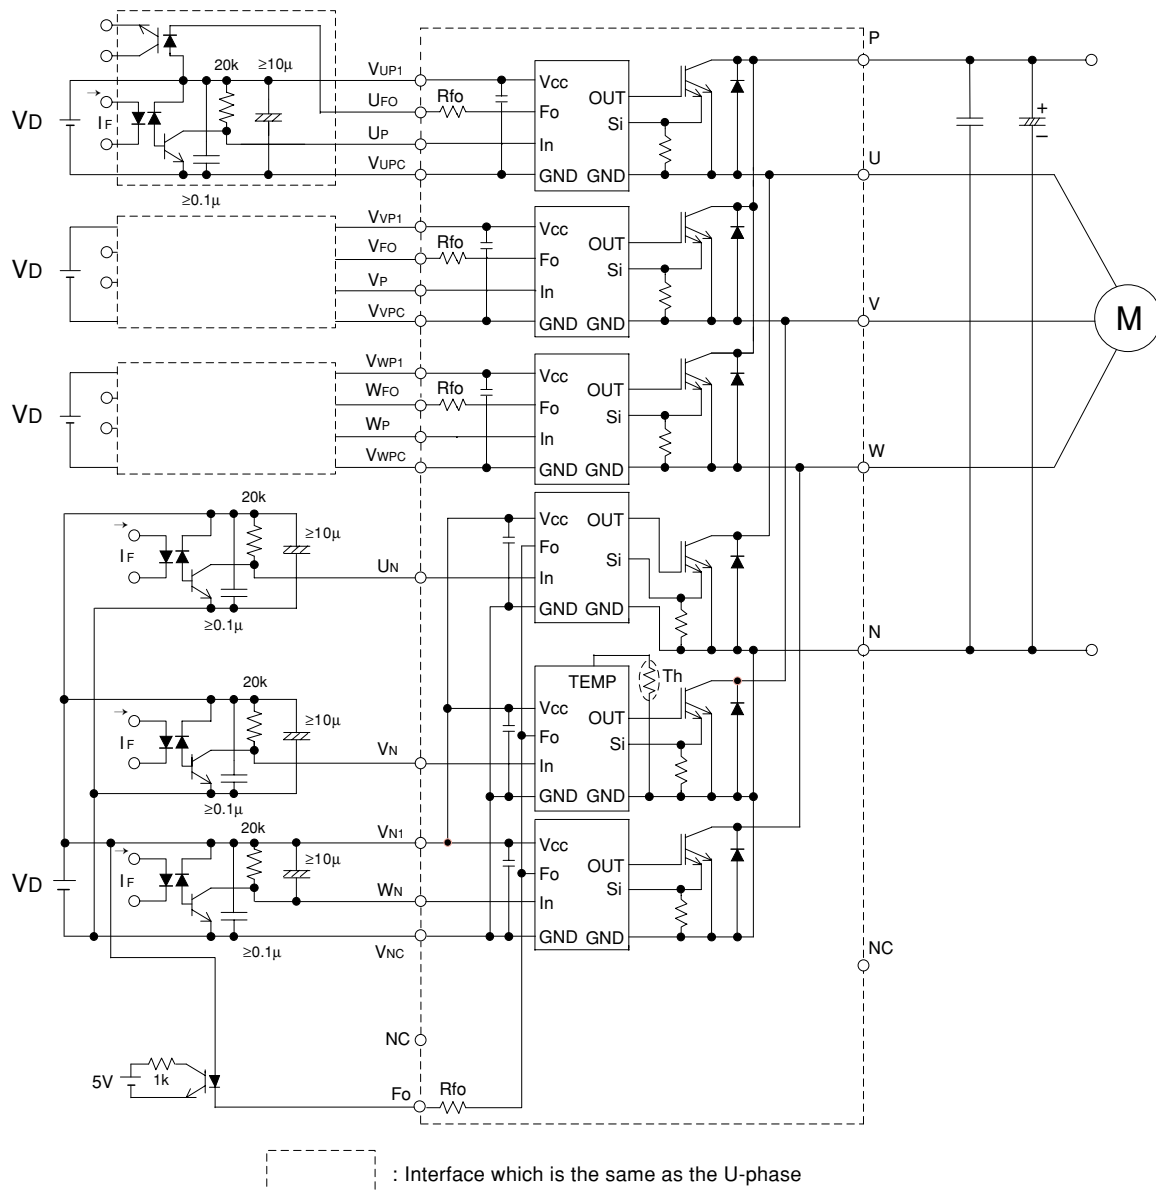 P
20k
≥10µ
VUP1
Vcc
Rfo
OUT
+
VD
IF
UFO
Fo
Si
−
UP
In
U
VUPC
GND GND
≥0.1µ
VVP1
Vcc
VFO
Rfo
OUT
VD
Fo
Si
VP
In
V
M
VVPC
GND GND
VWP1
Vcc
WFO
Rfo
OUT
VD
Fo
Si
WP
In
W
VWPC
GND GND
20k
≥10µ
Vcc OUT
IF
Fo
Si
UN
In
GND GND
≥0.1µ
N
TEMP
Th
20k
≥10µ
Vcc
OUT
IF
Fo
Si
VN
In
GND GND
≥0.1µ
20k
VN1
Vcc
≥10µ
OUT
VD
IF
Fo
Si
WN
In
GND GND
≥0.1µ
VNC
NC
NC
5V
1k
Fo
Rfo
: Interface which is the same as the U-phase